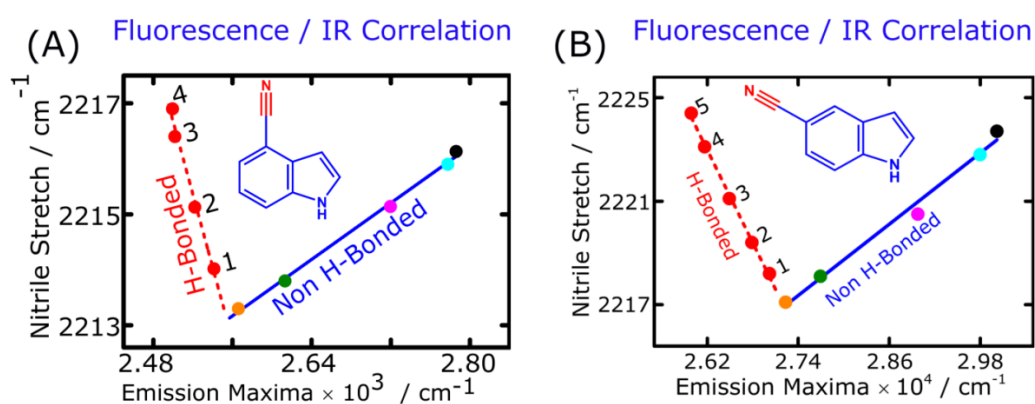 (A) Fluorescence / IR Correlation
Nitrile Stretch / cm⁻¹
2217
2215
2213
4
3
2
1
H-Bonded
Non H-Bonded
N
N
H
2.48 2.64 2.80
Emission Maxima × 10³ / cm⁻¹
(B) Fluorescence / IR Correlation
Nitrile Stretch / cm⁻¹
2225
2221
2217
5
4
3
2
1
H-Bonded
Non H-Bonded
N
N
H
2.62 2.74 2.86 2.98
Emission Maxima × 10⁴ / cm⁻¹